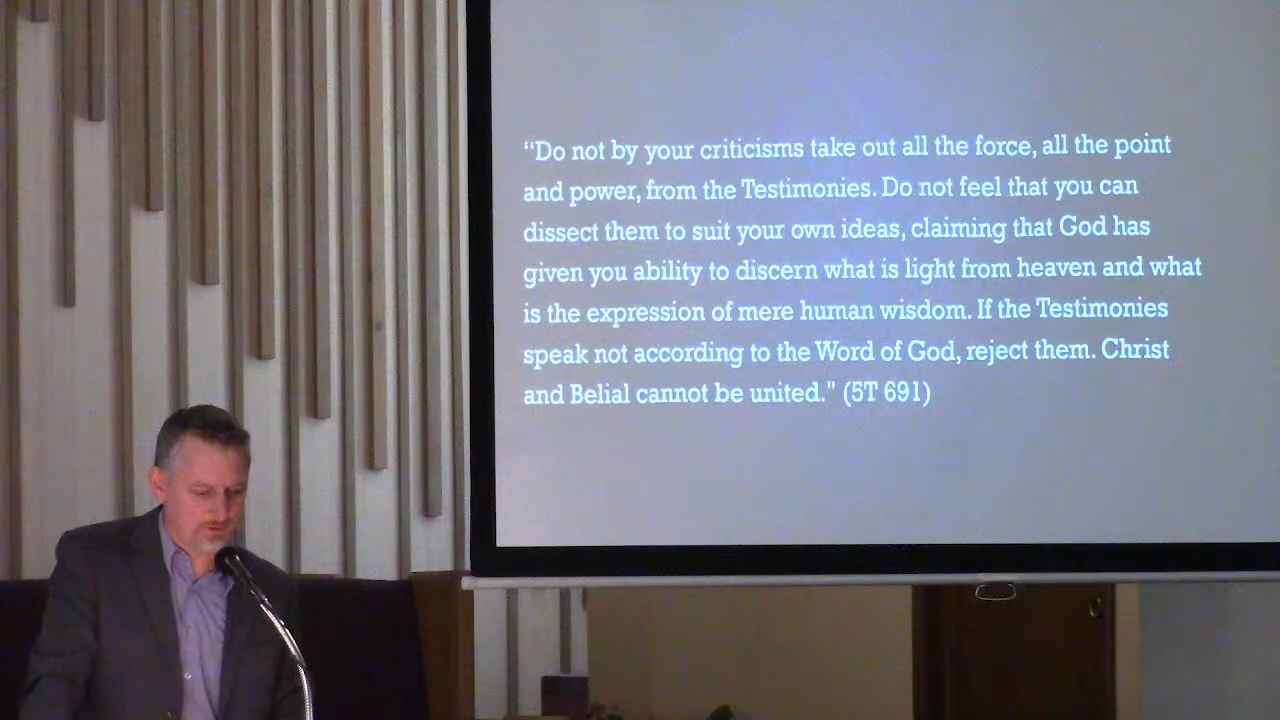 “Do not by your criticisms take out all the force, all the point
and power, from the Testimonies. Do not feel that you can
dissect them to suit your own ideas, claiming that God has
given you ability to discern what is light from heaven and what
is the expression of mere human wisdom. If the Testimonies
speak not according to the Word of God, reject them. Christ
and Belial cannot be united." (5T 691)